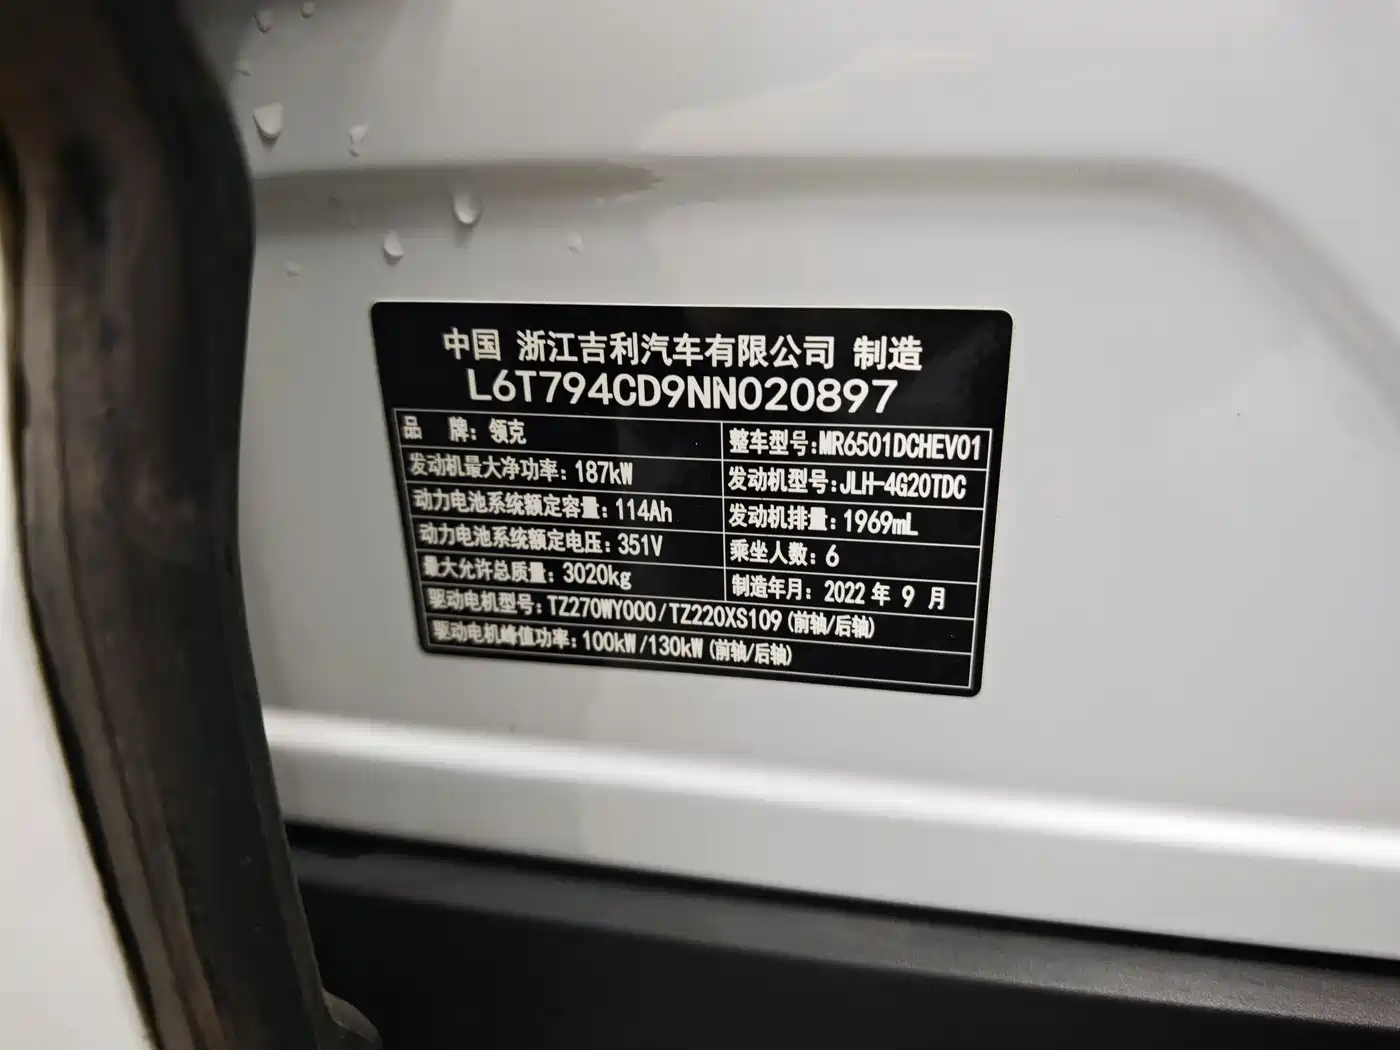 中国 浙江吉利汽车有限公司 制造
L6T794CD9NN020897
品 牌: 领克 整车型号:MR6501DCHEV01
发动机最大净功率: 187kW 发动机型号:JLH-4G20TDC
动力电池系统额定容量: 114Ah 发动机排量: 1969mL
动力电池系统额定电压: 351V 乘坐人数: 6
最大允许总质量: 3020kg 制造年月: 2022 年 9 月
驱动电机型号: TZ270WY000/TZ220XS109(前轴/后轴)
驱动电机峰值功率: 100kW/130kW(前轴/后轴)